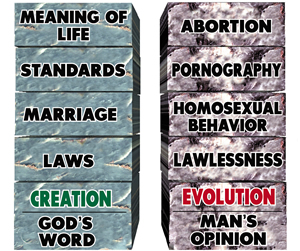 MEANING OF
LIFE
STANDARDS
MARRIAGE
LAWS
CREATION
GOD'S
WORD
ABORTION
PORNOGRAPHY
HOMOSEXUAL
BEHAVIOR
LAWLESSNESS
EVOLUTION
MAN'S
OPINION